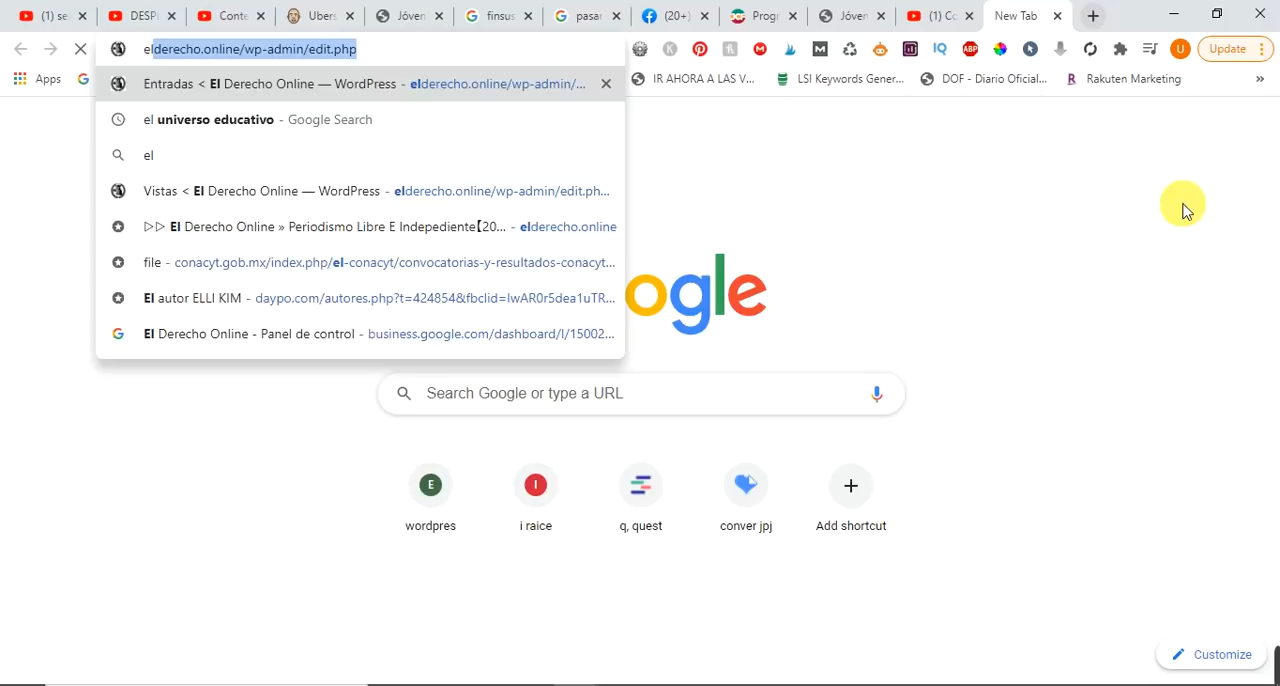 (1) se
DESP
Conte
Ubers
Jóven
finsus
pasar
(20+)
Progr
Jóven
(1) Co
New Tab
elderecho.online/wp-admin/edit.php
Update
Apps
IR AHORA A LAS V...
LSI Keywords Gener...
DOF - Diario Oficial...
Rakuten Marketing
»
Entradas < El Derecho Online — WordPress - elderecho.online/wp-admin/...
el universo educativo - Google Search
el
Vistas < El Derecho Online — WordPress - elderecho.online/wp-admin/edit.ph...
▷▷ El Derecho Online » Periodismo Libre E Indepediente【20... - elderecho.online
file - conacyt.gob.mx/index.php/el-conacyt/convocatorias-y-resultados-conacyt...
El autor ELLI KIM - daypo.com/autores.php?t=424854&fbclid=IwAR0r5dea1uTR...
El Derecho Online - Panel de control - business.google.com/dashboard/l/15002...
ogle
Search Google or type a URL
wordpres
i raice
q, quest
conver jpj
Add shortcut
Customize